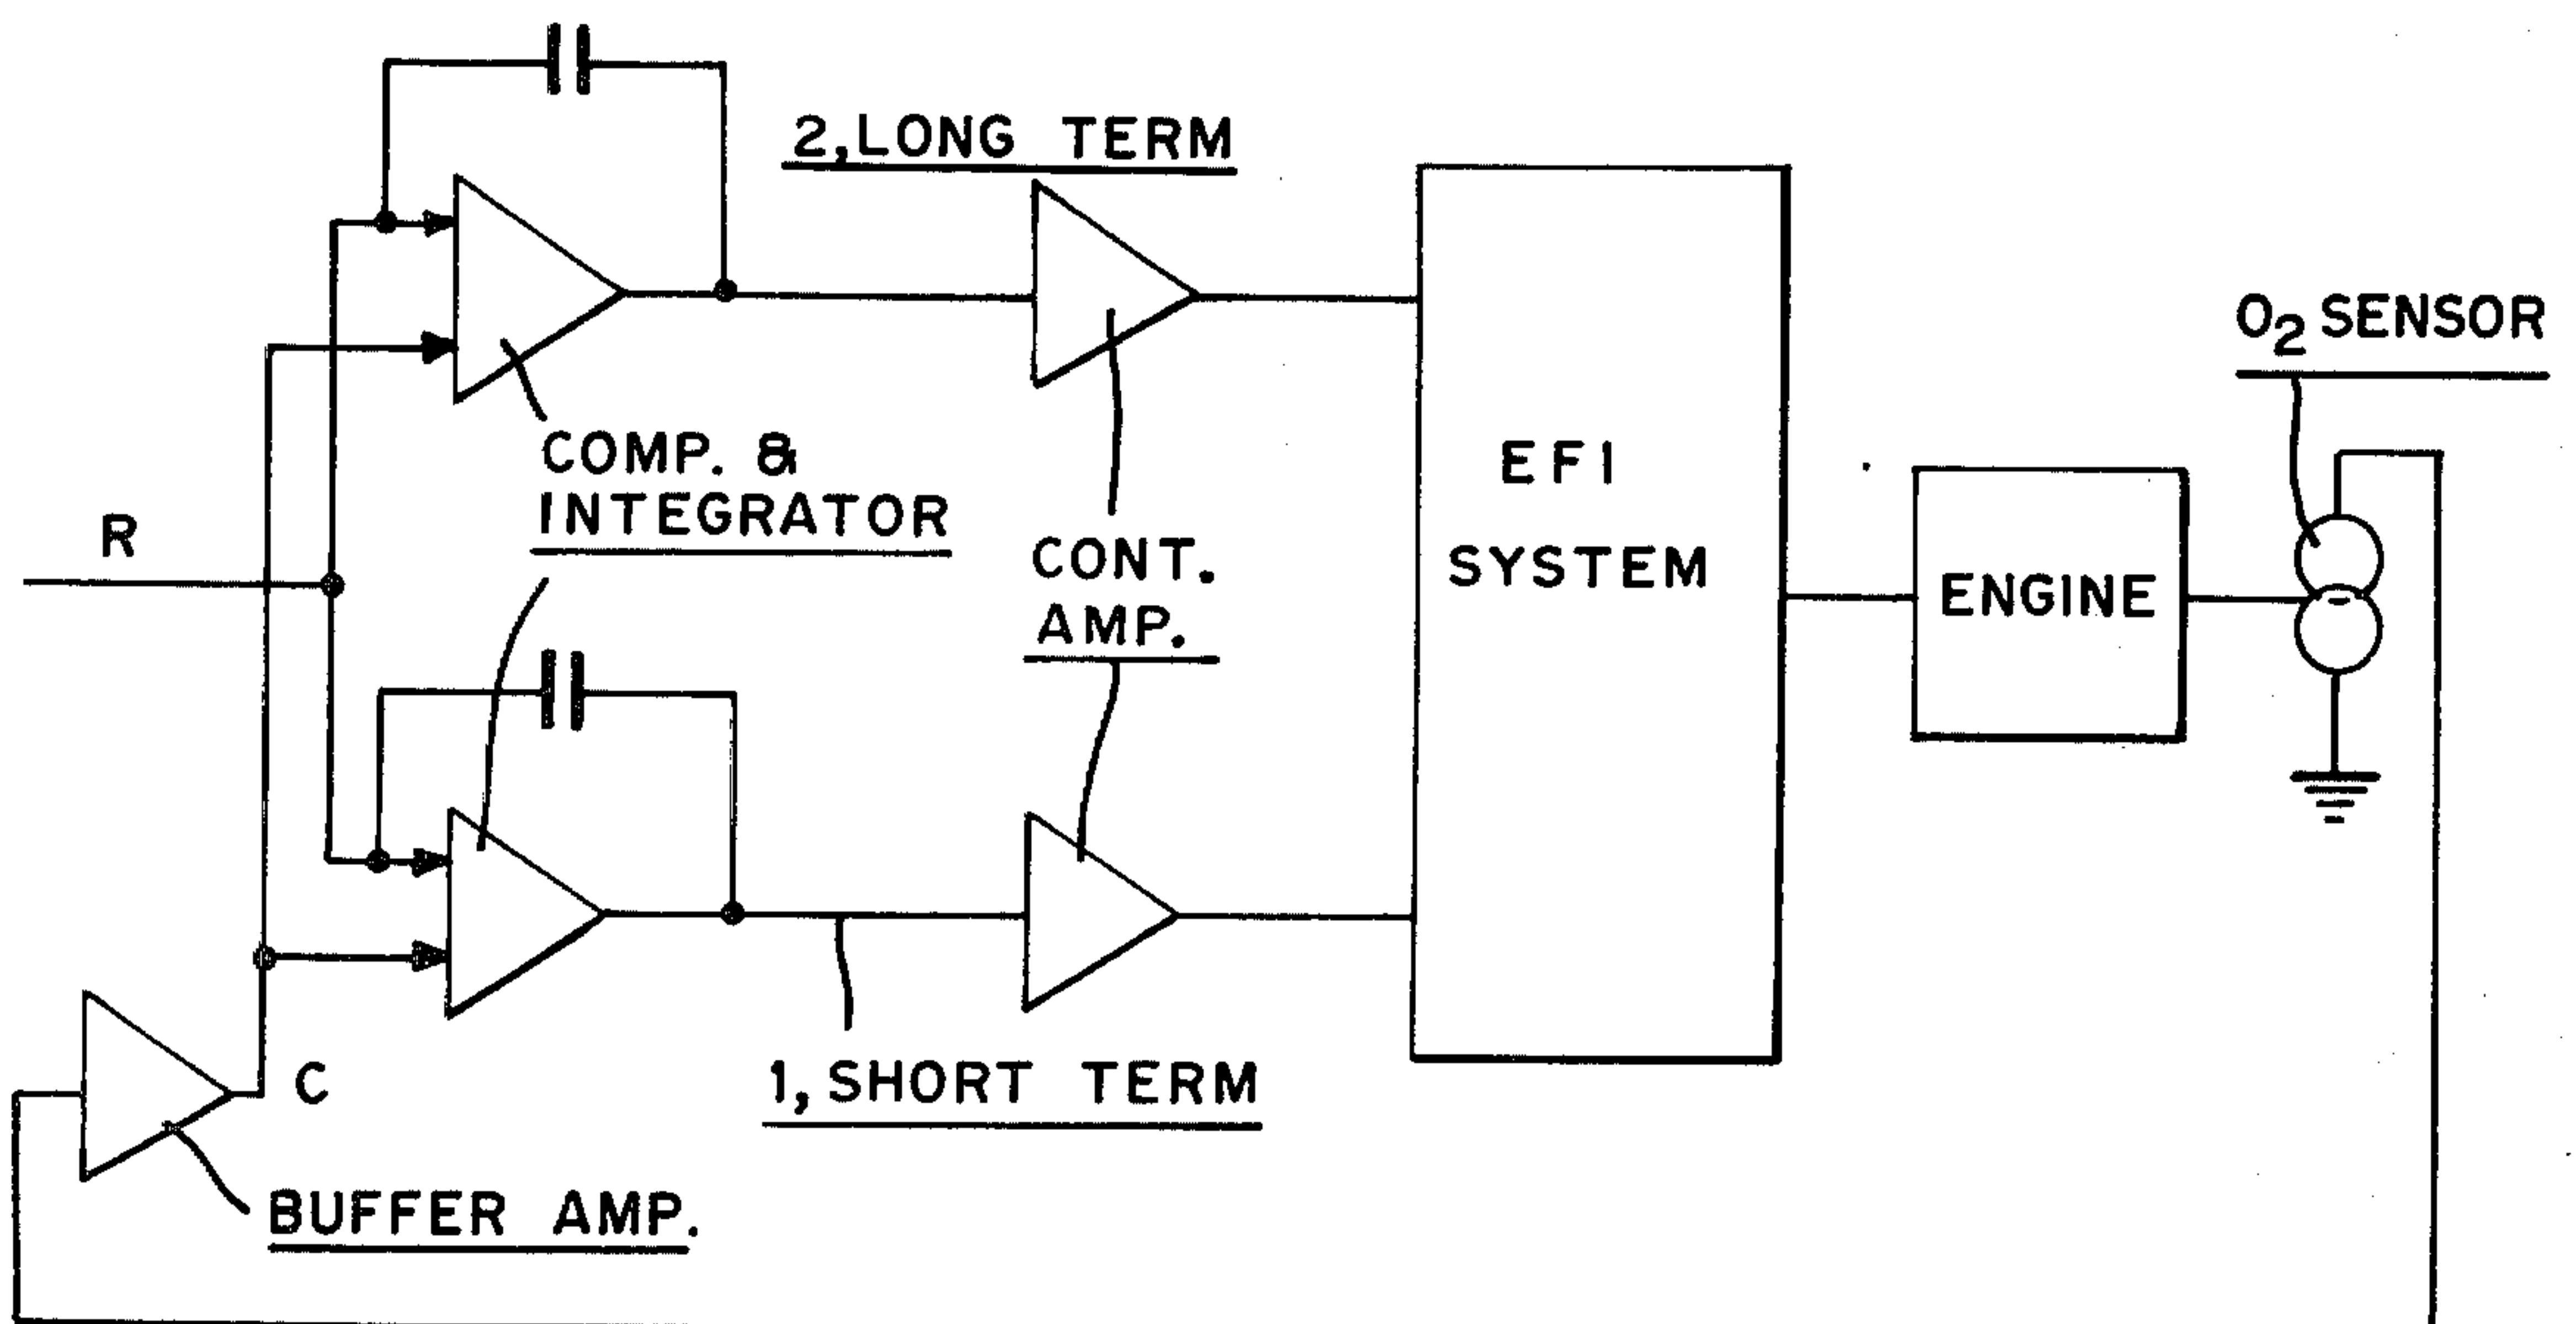 2, LONG TERM
O2 SENSOR
COMP. &
INTEGRATOR
EFI
SYSTEM
R
CONT.
AMP.
ENGINE
1, SHORT TERM
C
BUFFER AMP.